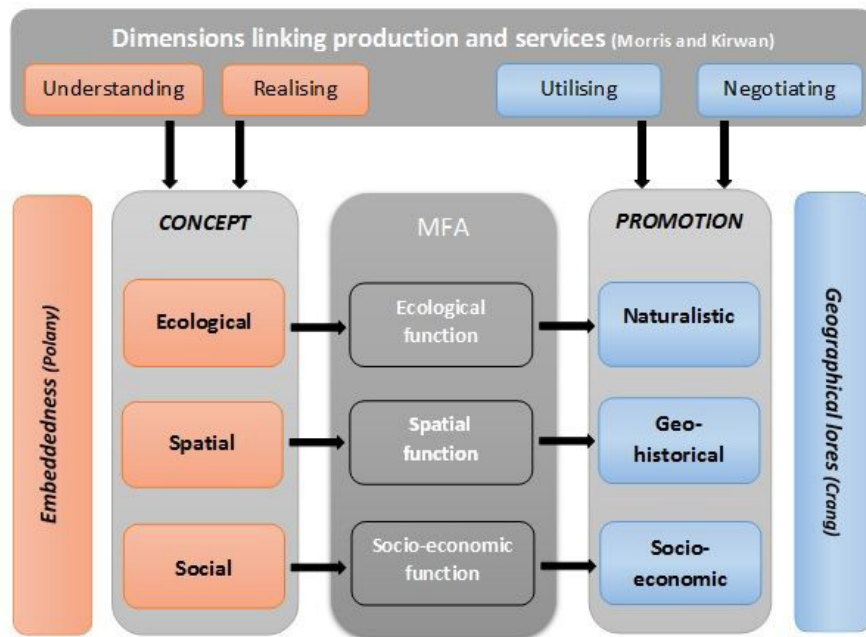 Dimensions linking production and services (Morris and Kirwan)
Understanding
Realising
Utilising
Negotiating
Embeddedness (Polany)
CONCEPT
Ecological
Spatial
Social
MFA
Ecological
function
Spatial
function
Socio-economic
function
PROMOTION
Naturalistic
Geo-
historical
Socio-
economic
Geographical lores (Crang)